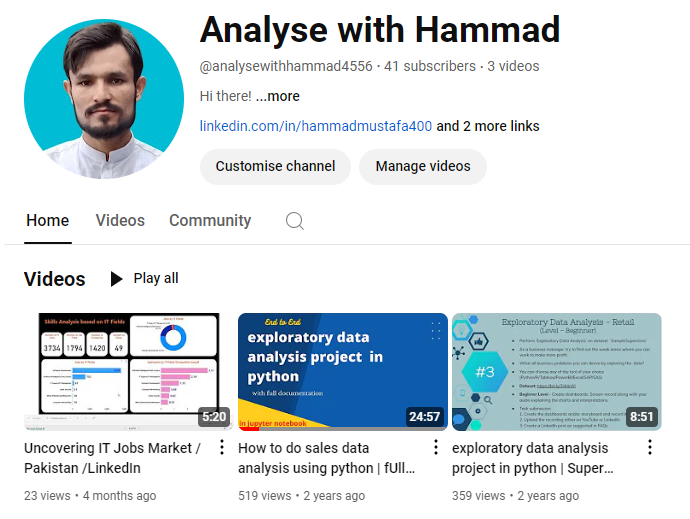 Analyse with Hammad
@analysewithhammad4556 · 41 subscribers · 3 videos
Hi there! ...more
linkedin.com/in/hammadmustafa400 and 2 more links
Customise channel Manage videos
Home Videos Community
Videos Play all
Skills Analysis based on IT Fields
3734 1794 1420 49
5:20
End to End
exploratory data
analysis project in
python
with full documentation
in jupyter notebook
24:57
Exploratory Data Analysis - Retail
(Level - Beginner)
#3
8:51
Uncovering IT Jobs Market /
Pakistan /LinkedIn
23 views • 4 months ago
How to do sales data
analysis using python | fUll...
519 views • 2 years ago
exploratory data analysis
project in python | Super...
359 views • 2 years ago